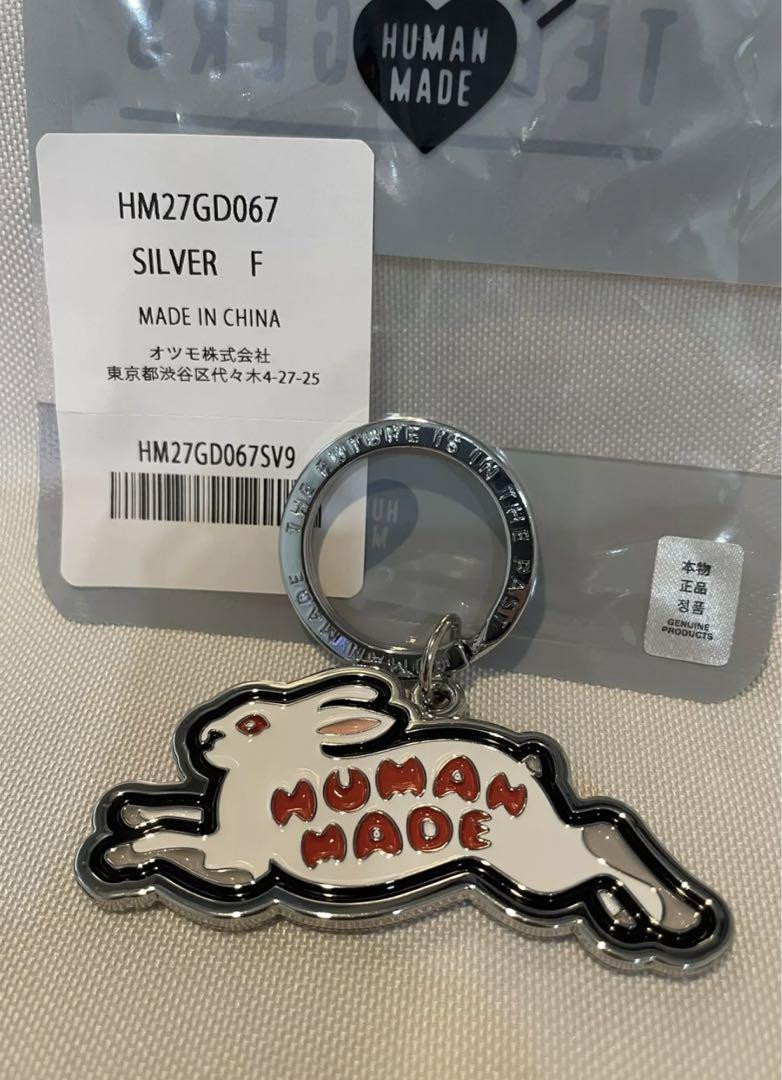 HUMAN
MADE
HM27GD067
SILVER F
MADE IN CHINA
オツモ株式会社
東京都渋谷区代々木4-27-25
HM27GD067SV9
THE FUTURE IS IN THE PAST
HUMAN MADE
HU
M
本物
正品
정품
GENUINE
PRODUCTS
HUMAN
MADE